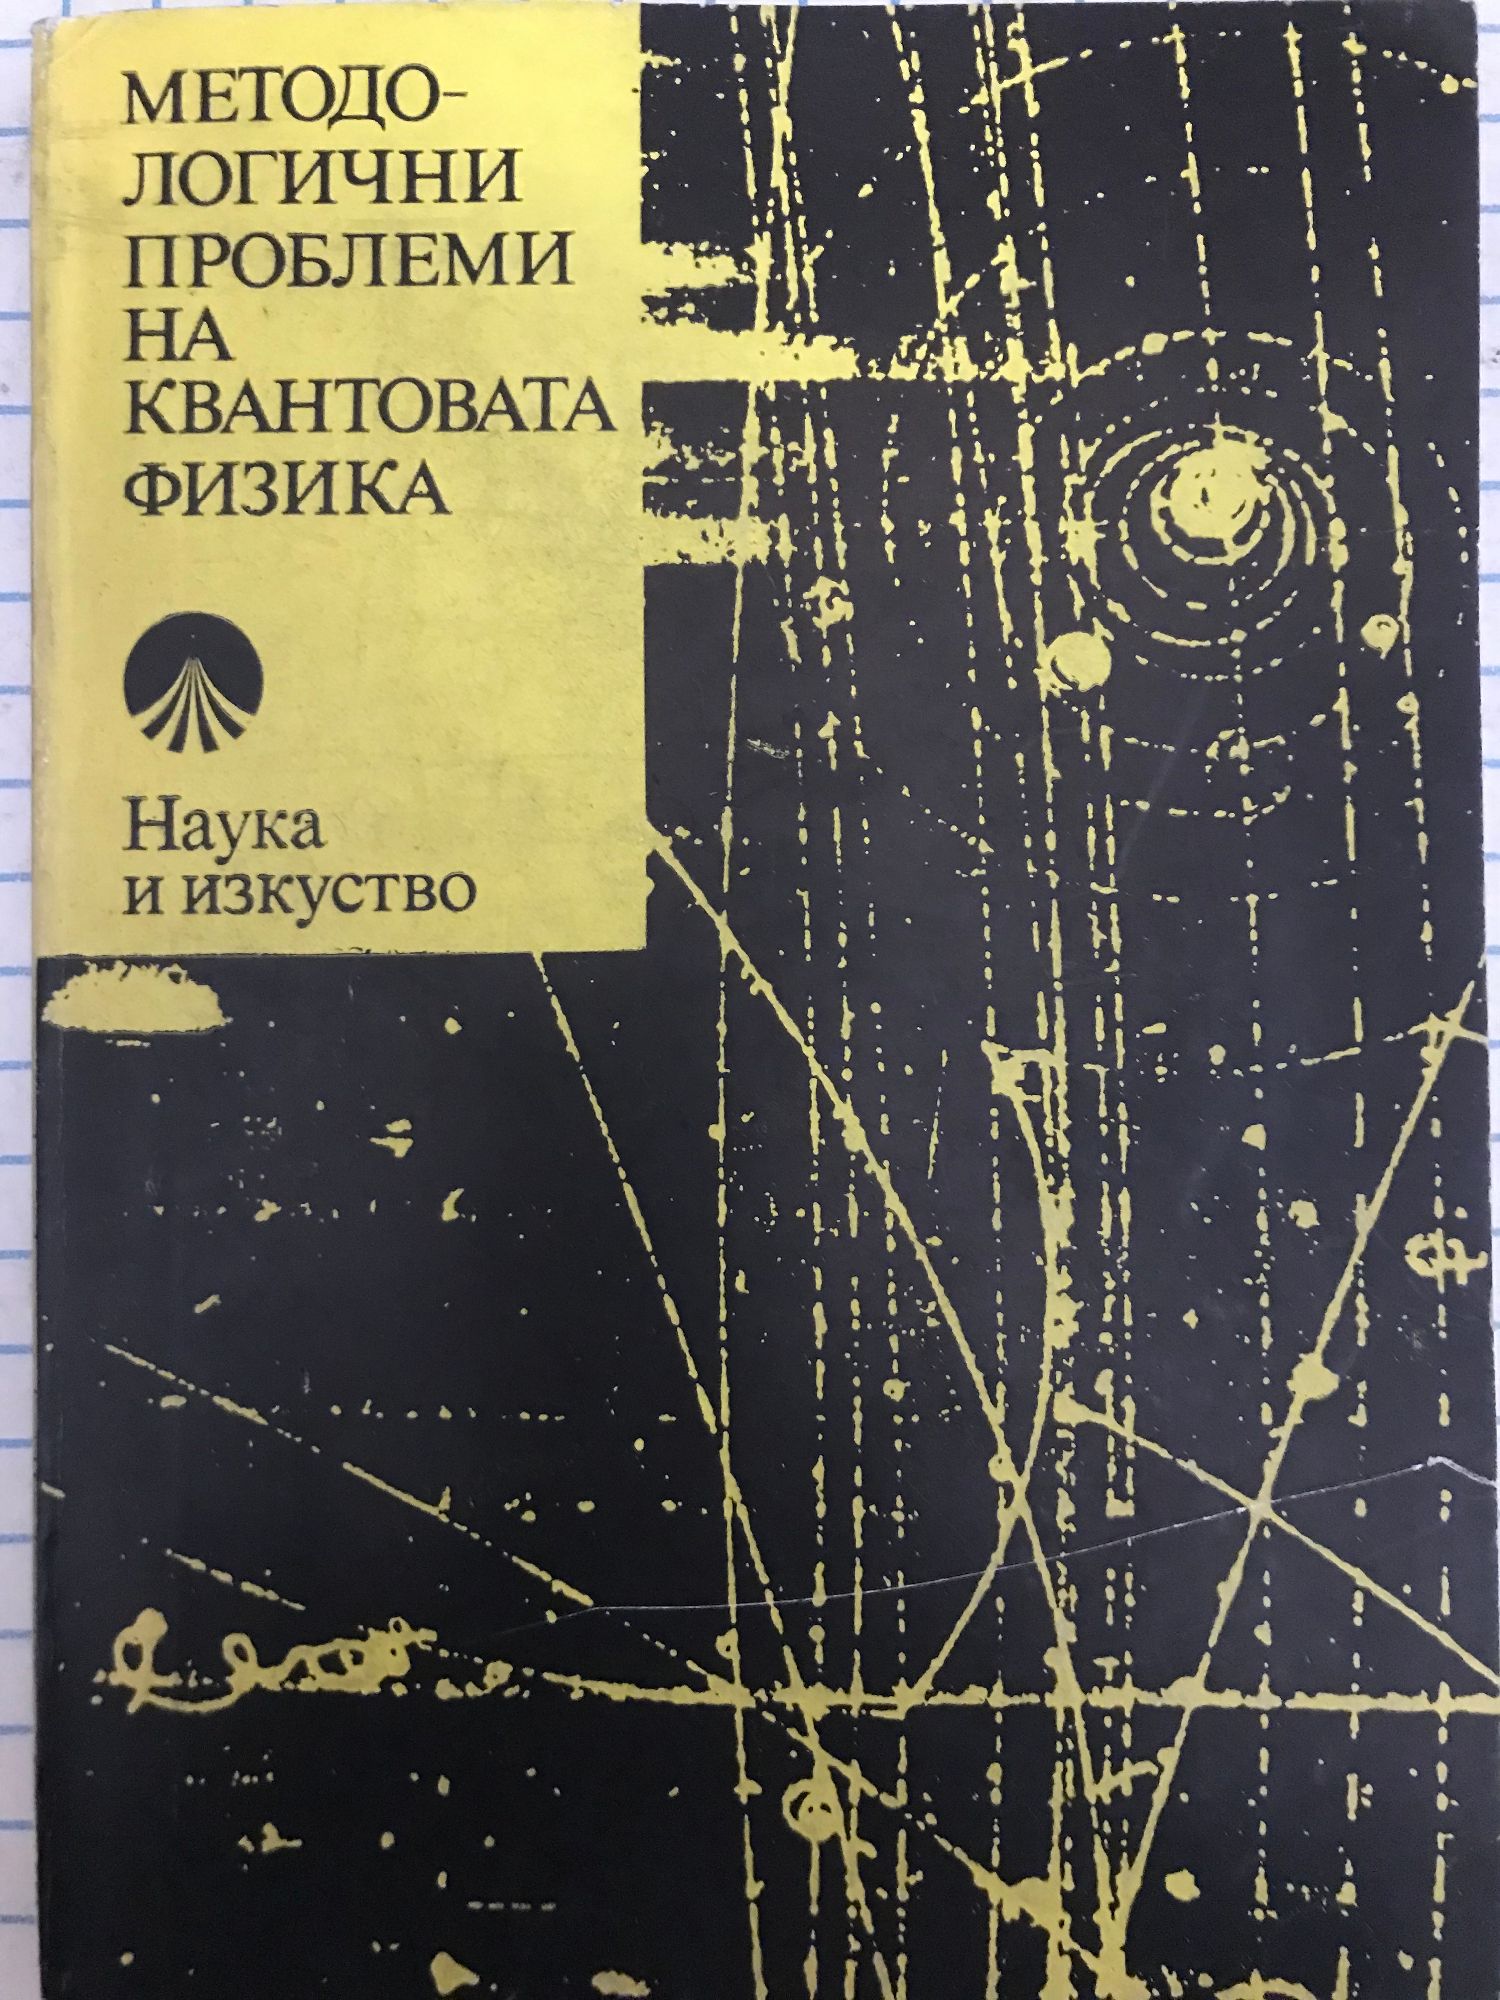 МЕТОДО-
ЛОГИЧНИ
ПРОБЛЕМИ
НА
КВАНТОВАТА
ФИЗИКА
Наука
и изкуство